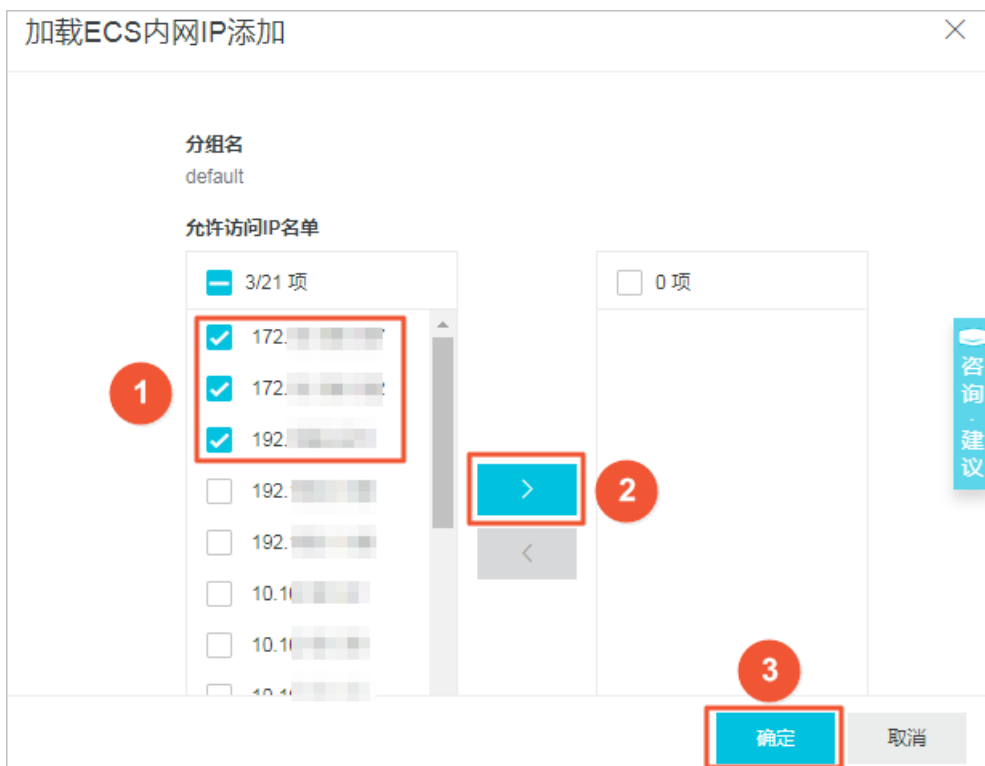 加载ECS内网IP添加
分组名
default
允许访问IP名单
3/21 项
0 项
172.
172.
192.
192.
192.
10.1
10.1
1
2
3
确定
取消
咨询·建议